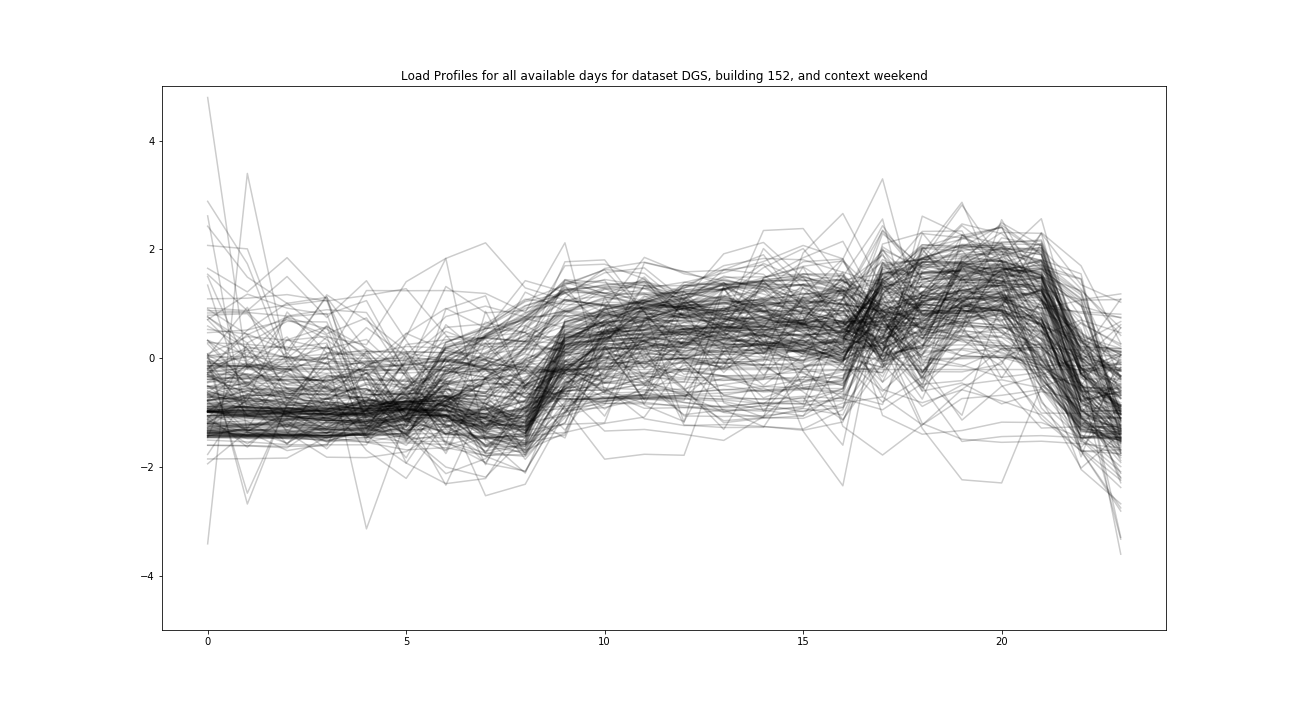 Load Profiles for all available days for dataset DGS, building 152, and context weekend
4
2
0
−2
−4
0 5 10 15 20